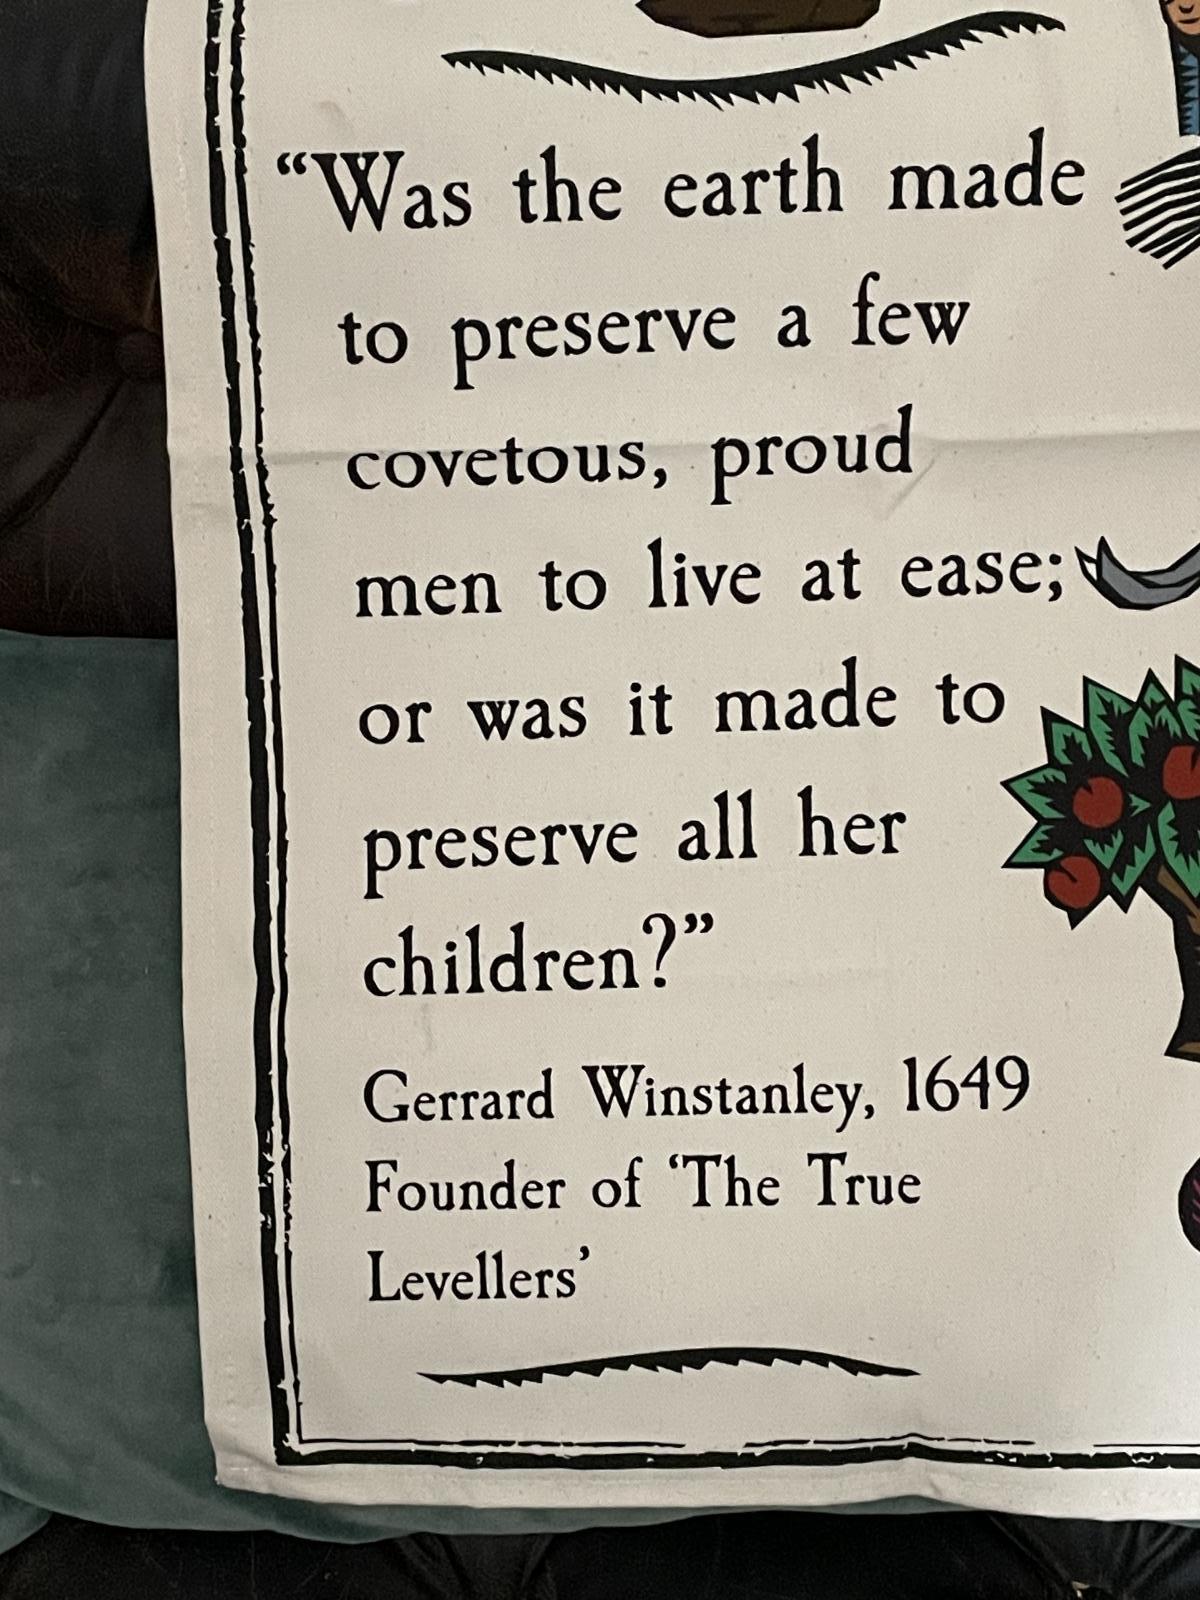 “Was the earth made
to preserve a few
covetous, proud
men to live at ease;
or was it made to
preserve all her
children?”
Gerrard Winstanley, 1649
Founder of ‘The True
Levellers’